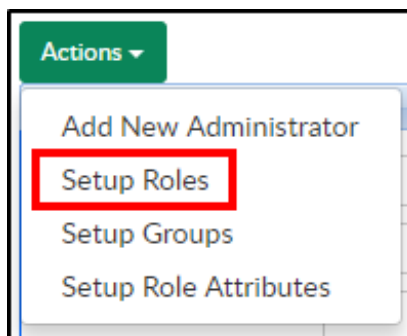 Actions
Add New Administrator
Setup Roles
Setup Groups
Setup Role Attributes